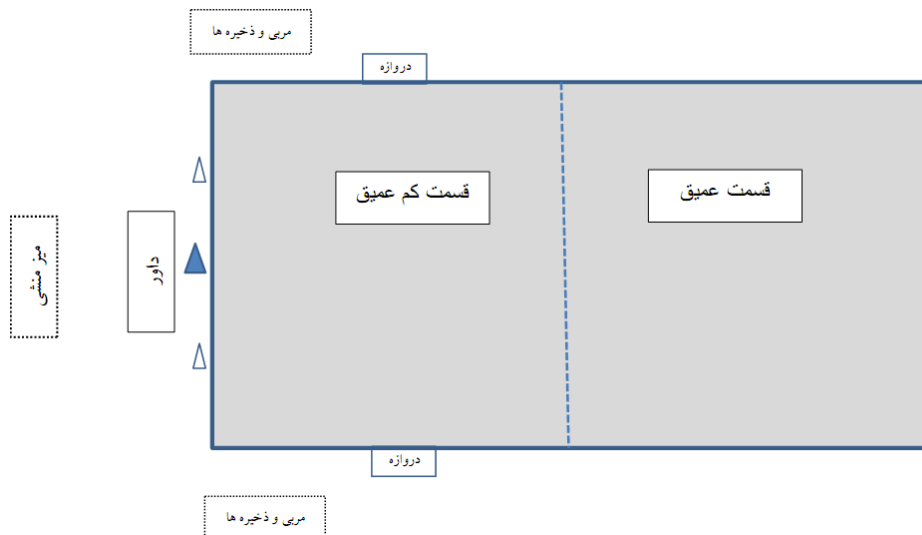 مربی و ذخیره ها
دروازه
قسمت کم عمیق
قسمت عمیق
داور
میز منشی
دروازه
مربی و ذخیره ها